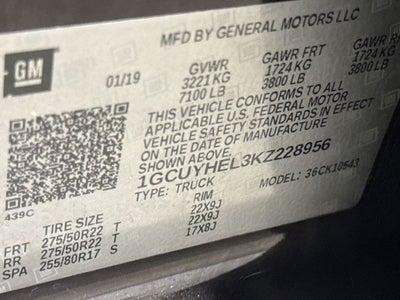 GM
MFD BY GENERAL MOTORS LLC
01/19 GVWR GAWR FRT GAWR RR
3221 KG 1724 KG 1724 KG
7100 LB 3800 LB 3800 LB
THIS VEHICLE CONFORMS TO ALL
APPLICABLE U.S. FEDERAL MOTOR
VEHICLE SAFETY STANDARDS IN EFFECT
ON THE DATE OF MANUFACTURE
SHOWN ABOVE.
1GCUYHEL3KZ228956
439C
TYPE: TRUCK MODEL: 36CK10543
TIRE SIZE RIM
FRT 275/50R22 T 22X9J
RR 275/50R22 T 22X9J
SPA 255/80R17 S 17X8J